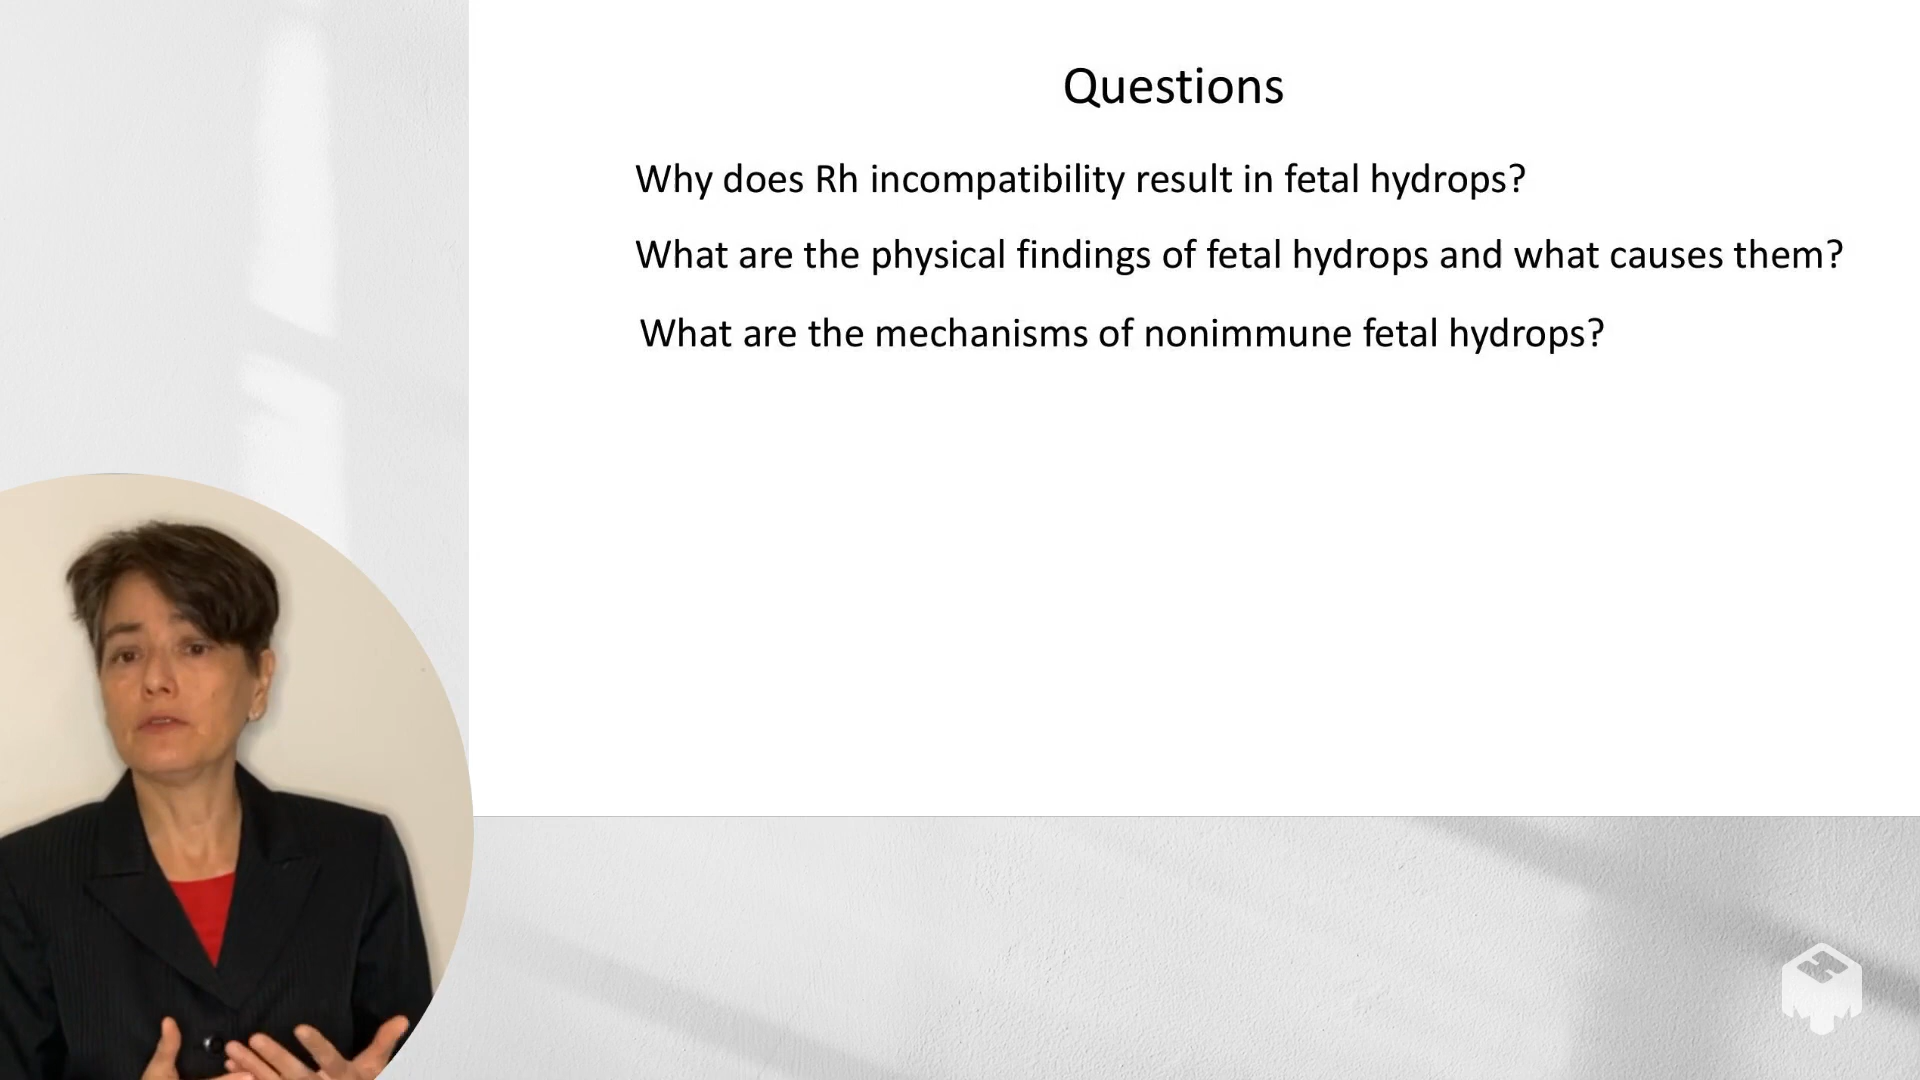 Questions
Why does Rh incompatibility result in fetal hydrops?
What are the physical findings of fetal hydrops and what causes them?
What are the mechanisms of nonimmune fetal hydrops?